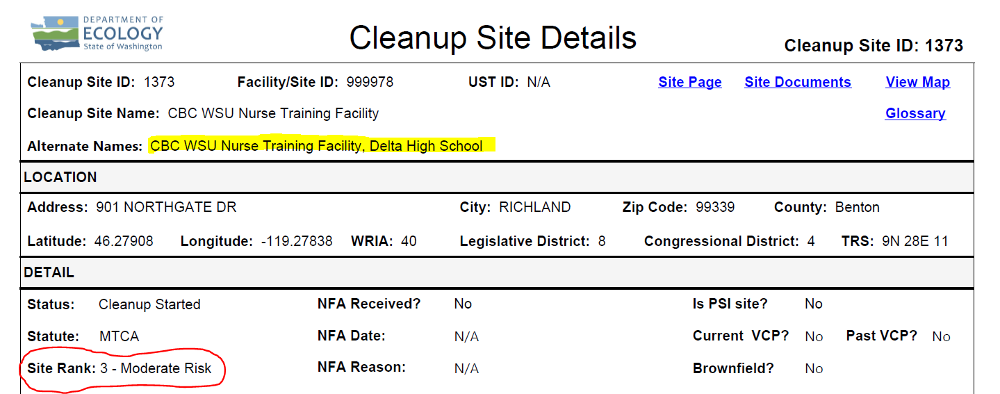 DEPARTMENT OF
ECOLOGY
State of Washington
Cleanup Site Details
Cleanup Site ID: 1373
Cleanup Site ID: 1373 Facility/Site ID: 999978 UST ID: N/A Site Page Site Documents View Map
Cleanup Site Name: CBC WSU Nurse Training Facility Glossary
Alternate Names: CBC WSU Nurse Training Facility, Delta High School
LOCATION
Address: 901 NORTHGATE DR City: RICHLAND Zip Code: 99339 County: Benton
Latitude: 46.27908 Longitude: -119.27838 WRIA: 40 Legislative District: 8 Congressional District: 4 TRS: 9N 28E 11
DETAIL
Status: Cleanup Started NFA Received? No Is PSI site? No
Statute: MTCA NFA Date: N/A Current VCP? No Past VCP? No
Site Rank: 3 - Moderate Risk NFA Reason: N/A Brownfield? No